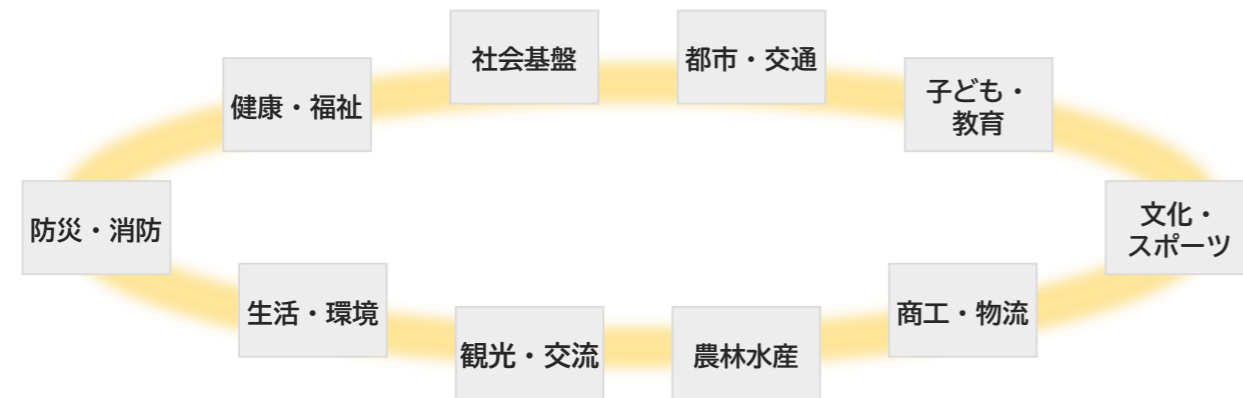 社会基盤
都市・交通
健康・福祉
子ども・
教育
防災・消防
文化・
スポーツ
生活・環境
商工・物流
観光・交流
農林水産